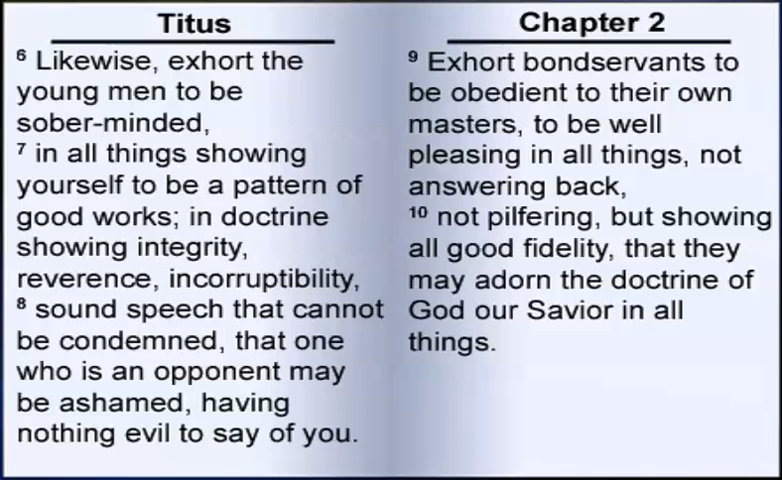 Titus
⁶ Likewise, exhort the
young men to be
sober-minded,
⁷ in all things showing
yourself to be a pattern of
good works; in doctrine
showing integrity,
reverence, incorruptibility,
⁸ sound speech that cannot
be condemned, that one
who is an opponent may
be ashamed, having
nothing evil to say of you.
Chapter 2
⁹ Exhort bondservants to
be obedient to their own
masters, to be well
pleasing in all things, not
answering back,
¹⁰ not pilfering, but showing
all good fidelity, that they
may adorn the doctrine of
God our Savior in all
things.